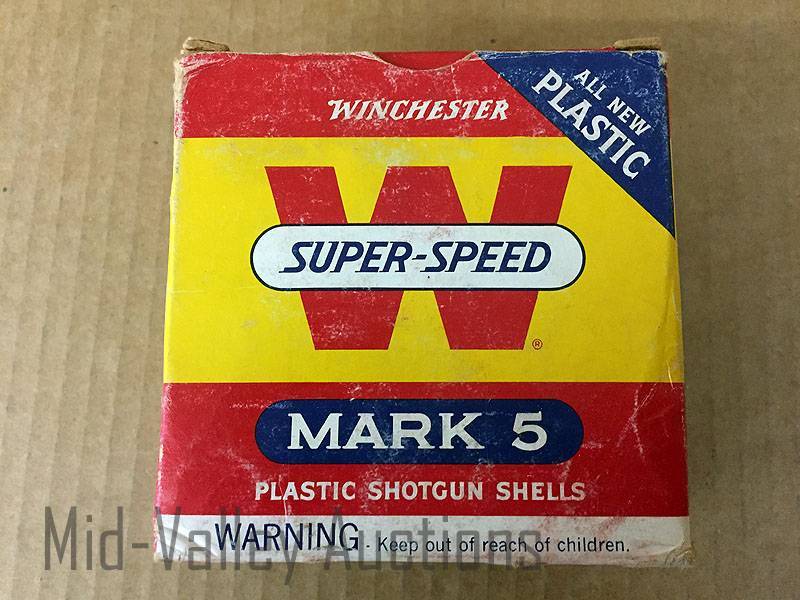 WINCHESTER
ALL NEW
PLASTIC
W
SUPER-SPEED
®
MARK 5
PLASTIC SHOTGUN SHELLS
WARNING - Keep out of reach of children.
Mid-Valley Auctions